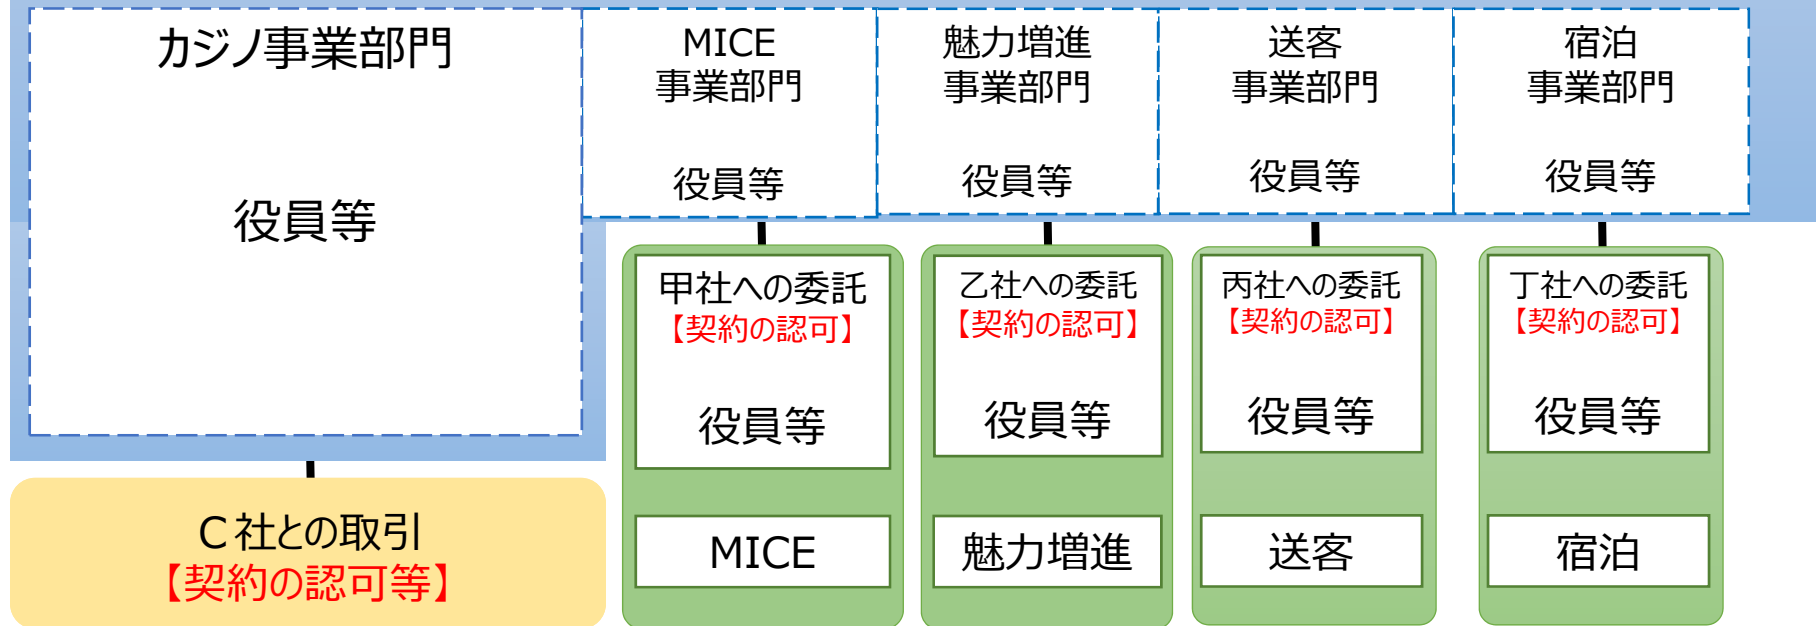 カジノ事業部門
役員等
MICE
事業部門
役員等
魅力増進
事業部門
役員等
送客
事業部門
役員等
宿泊
事業部門
役員等
甲社への委託
【契約の認可】
役員等
MICE
乙社への委託
【契約の認可】
役員等
魅力増進
丙社への委託
【契約の認可】
役員等
送客
丁社への委託
【契約の認可】
役員等
宿泊
C社との取引
【契約の認可等】